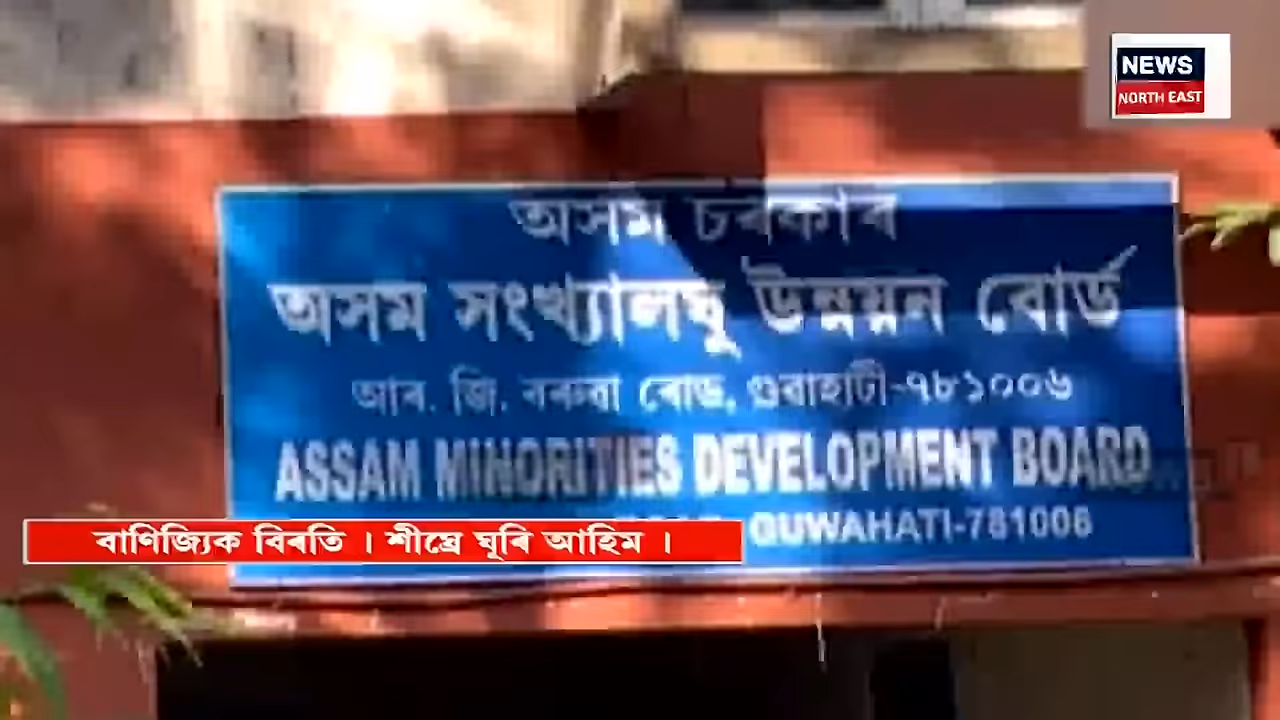 NEWS
NORTH EAST
অসম চৰকাৰ
অসম সংখ্যালঘু উন্নয়ন বোৰ্ড
আৰ. জি. বৰুৱা ৰোড, গুৱাহাটী-৭৮১০০৬
ASSAM MINORITIES DEVELOPMENT BOARD
GUWAHATI-781006
বাণিজ্যিক বিৰতি । শীঘ্ৰে ঘূৰি আহিম ।